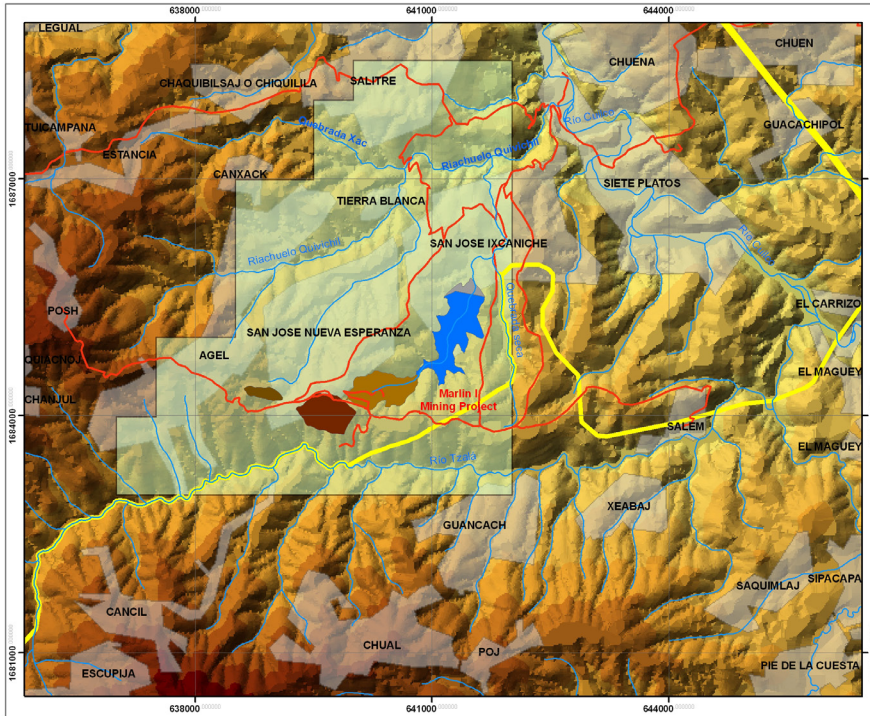 638000 641000 644000
LEGUAL
CHUEN
CHUENA
SALITRE
CHAQUIBILSAJ O CHIQUILILA
TUICAMPANA
Quebrada Xac
Río Cuilco
GUACACHIPOL
ESTANCIA
Riachuelo Quivichil
CANXACK
1687000
SIETE PLATOS
TIERRA BLANCA
SAN JOSE IXCANICHE
Riachuelo Quivichil
POSH
EL CARRIZO
SAN JOSE NUEVA ESPERANZA
AGEL
QUIACNOJ
EL MAGUEY
CHANJUL
Marlin I
Mining Project
1684000
SALEM
EL MAGUEY
Río Tzalá
GUANCACH
XEABAJ
SAQUIMLAJ
SIPACAPA
CANCIL
CHUAL
POJ
1681000
ESCUPIJA
PIE DE LA CUESTA
638000 641000 644000